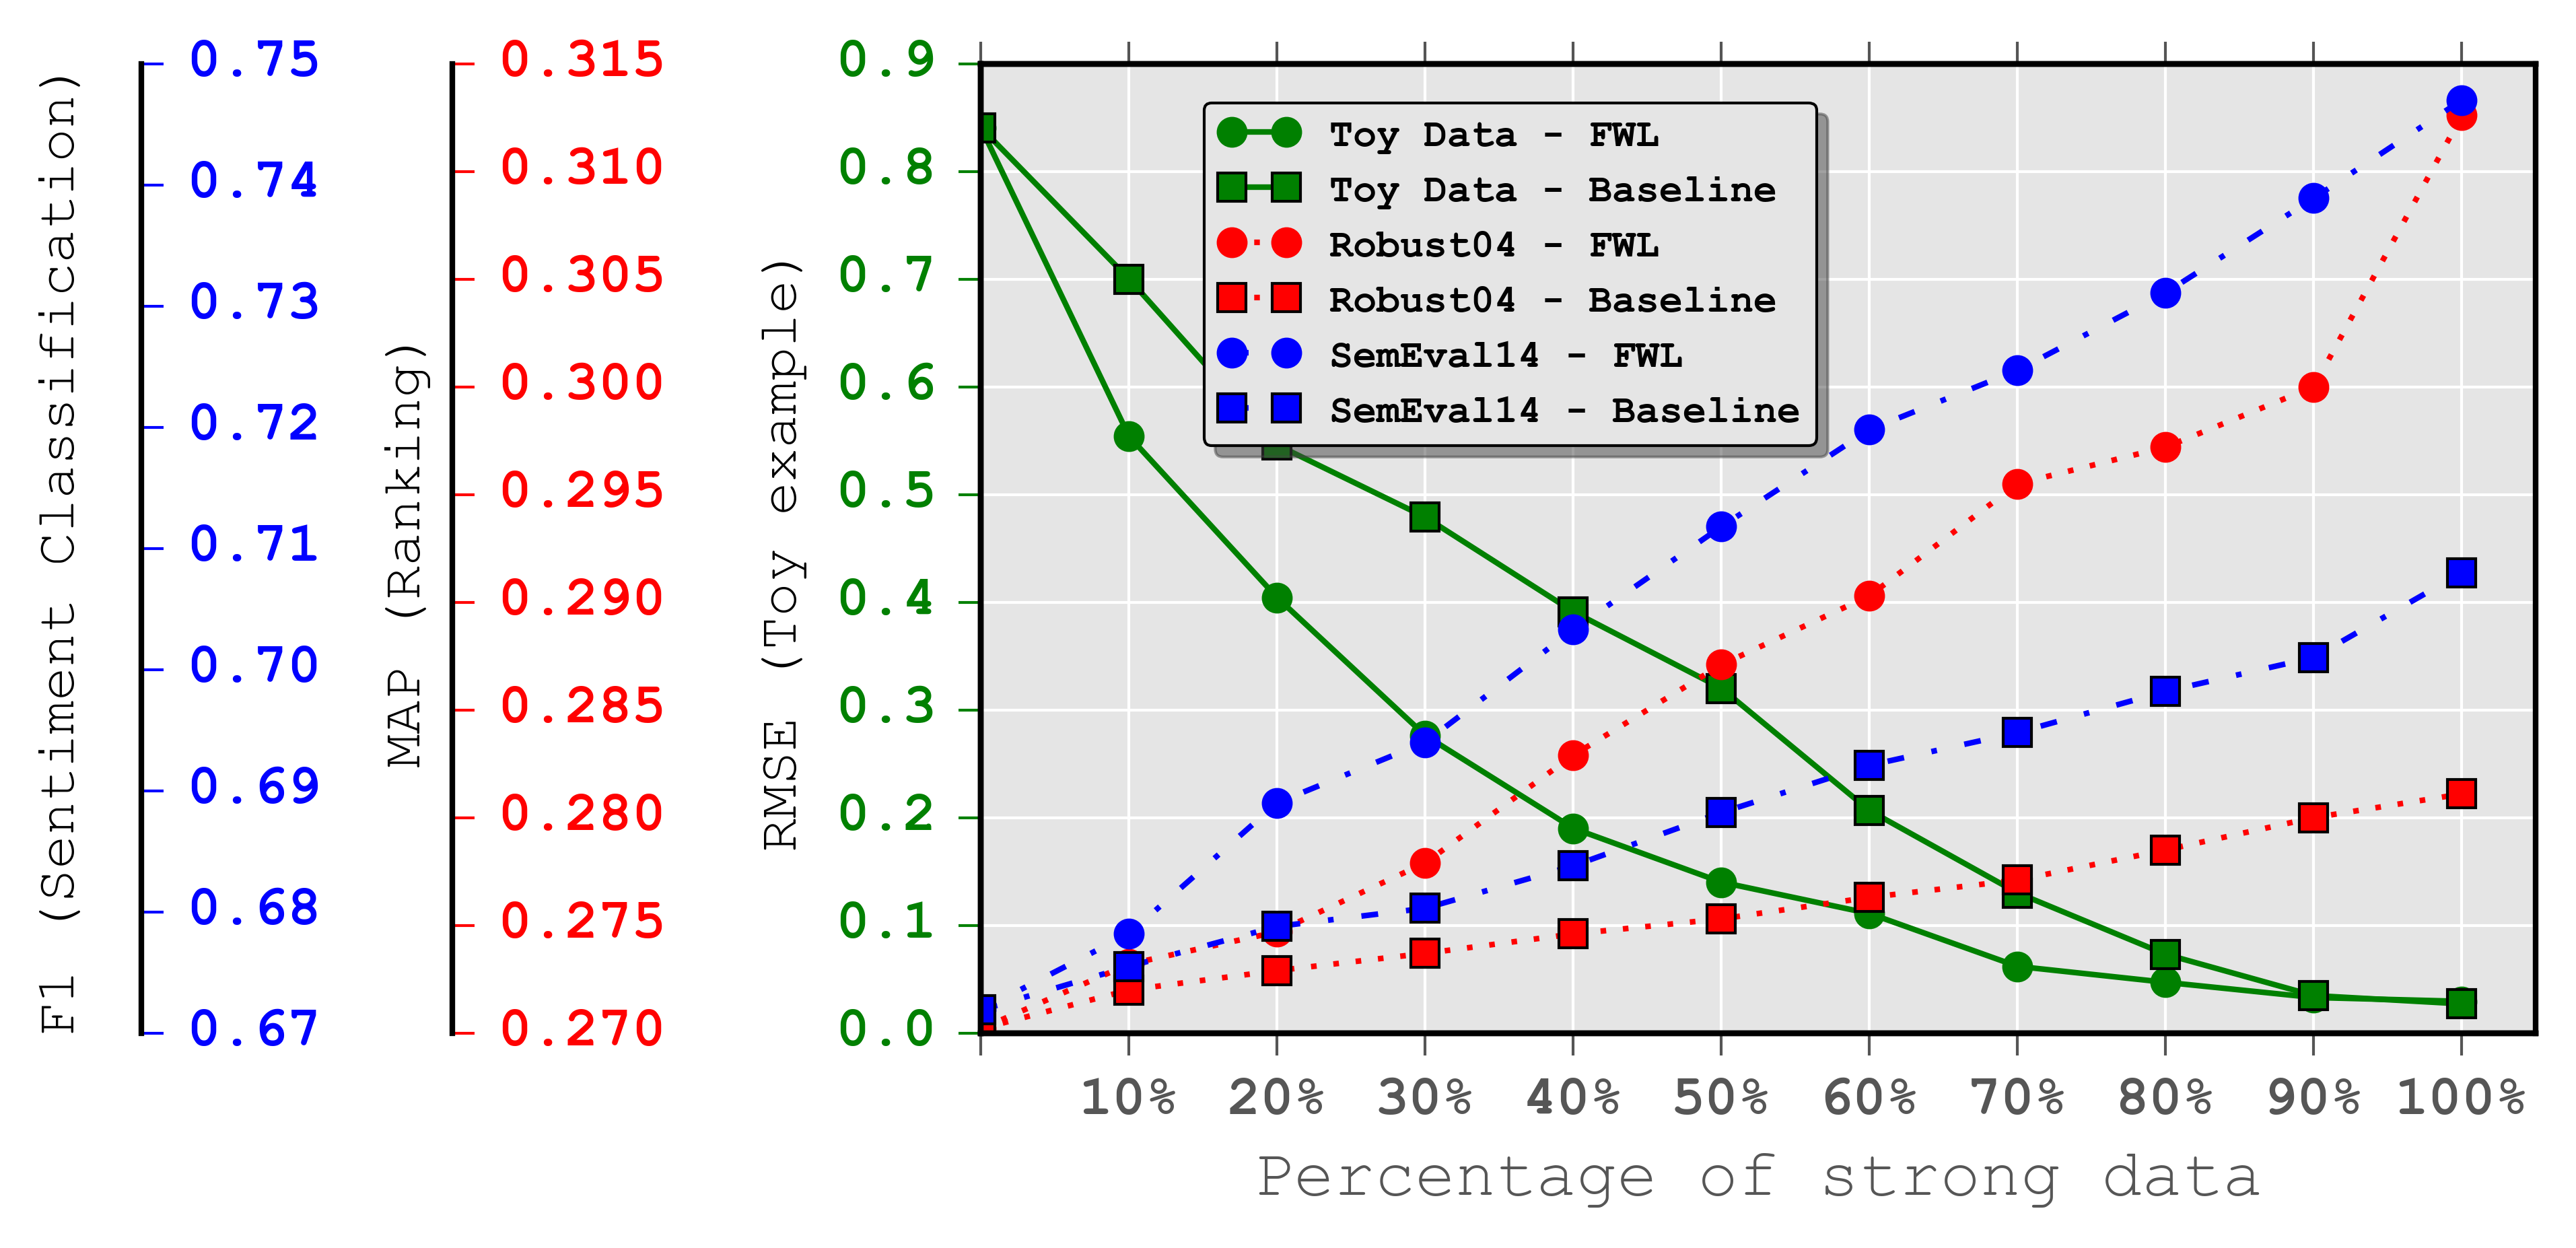 F1 (Sentiment Classification)
0.75
0.74
0.73
0.72
0.71
0.70
0.69
0.68
0.67
MAP (Ranking)
0.315
0.310
0.305
0.300
0.295
0.290
0.285
0.280
0.275
0.270
RMSE (Toy example)
0.9
0.8
0.7
0.6
0.5
0.4
0.3
0.2
0.1
0.0
Toy Data - FWL
Toy Data - Baseline
Robust04 - FWL
Robust04 - Baseline
SemEval14 - FWL
SemEval14 - Baseline
10% 20% 30% 40% 50% 60% 70% 80% 90% 100%
Percentage of strong data